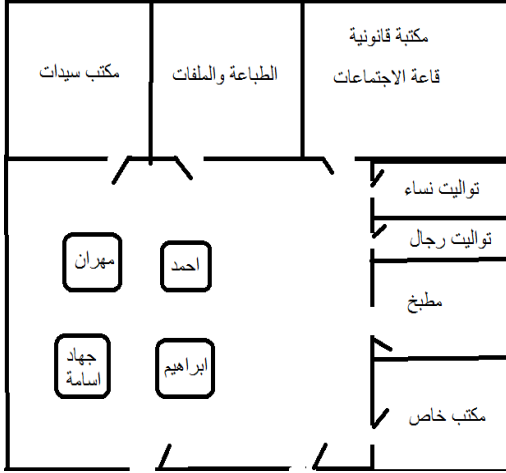 مكتبة قانونية
قاعة الاجتماعات
الطباعة والملفات
مكتب سيدات
تواليت نساء
تواليت رجال
مطبخ
مكتب خاص
احمد
مهران
ابراهيم
جهاد
اسامة